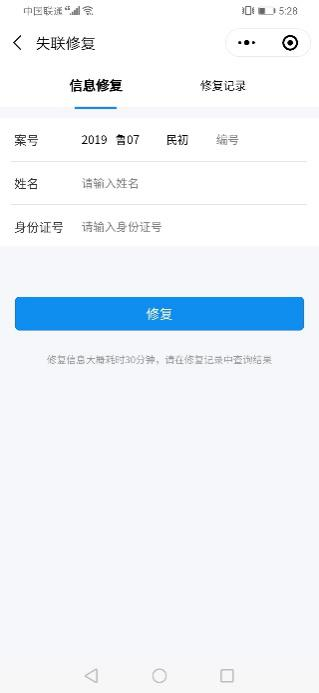 中国联通 5:28
失联修复
信息修复 修复记录
案号 2019 鲁07 民初 编号
姓名 请输入姓名
身份证号 请输入身份证号
修复
修复信息大概耗时30分钟，请在修复记录中查询结果